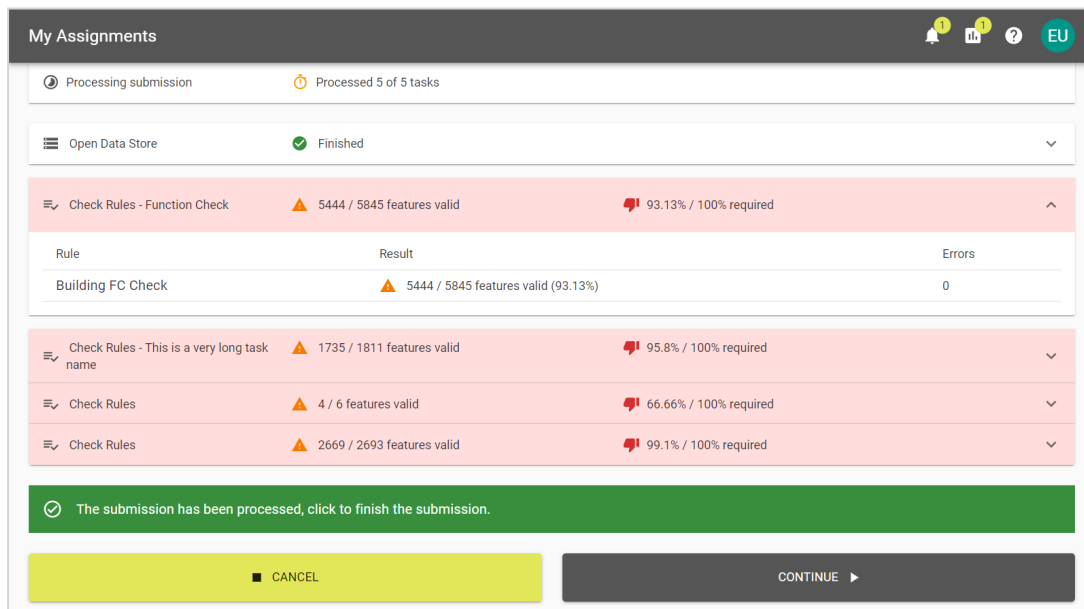 My Assignments
1
1
EU
Processing submission
Processed 5 of 5 tasks
Open Data Store
Finished
Check Rules - Function Check
5444 / 5845 features valid
93.13% / 100% required
Rule
Result
Errors
Building FC Check
5444 / 5845 features valid (93.13%)
0
Check Rules - This is a very long task
name
1735 / 1811 features valid
95.8% / 100% required
Check Rules
4 / 6 features valid
66.66% / 100% required
Check Rules
2669 / 2693 features valid
99.1% / 100% required
The submission has been processed, click to finish the submission.
CANCEL
CONTINUE